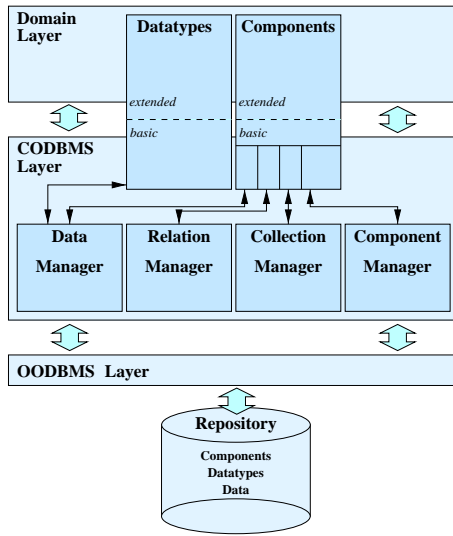 Domain
Layer
Datatypes
Components
extended
extended
basic
basic
CODBMS
Layer
Data
Manager
Relation
Manager
Collection
Manager
Component
Manager
OODBMS Layer
Repository
Components
Datatypes
Data